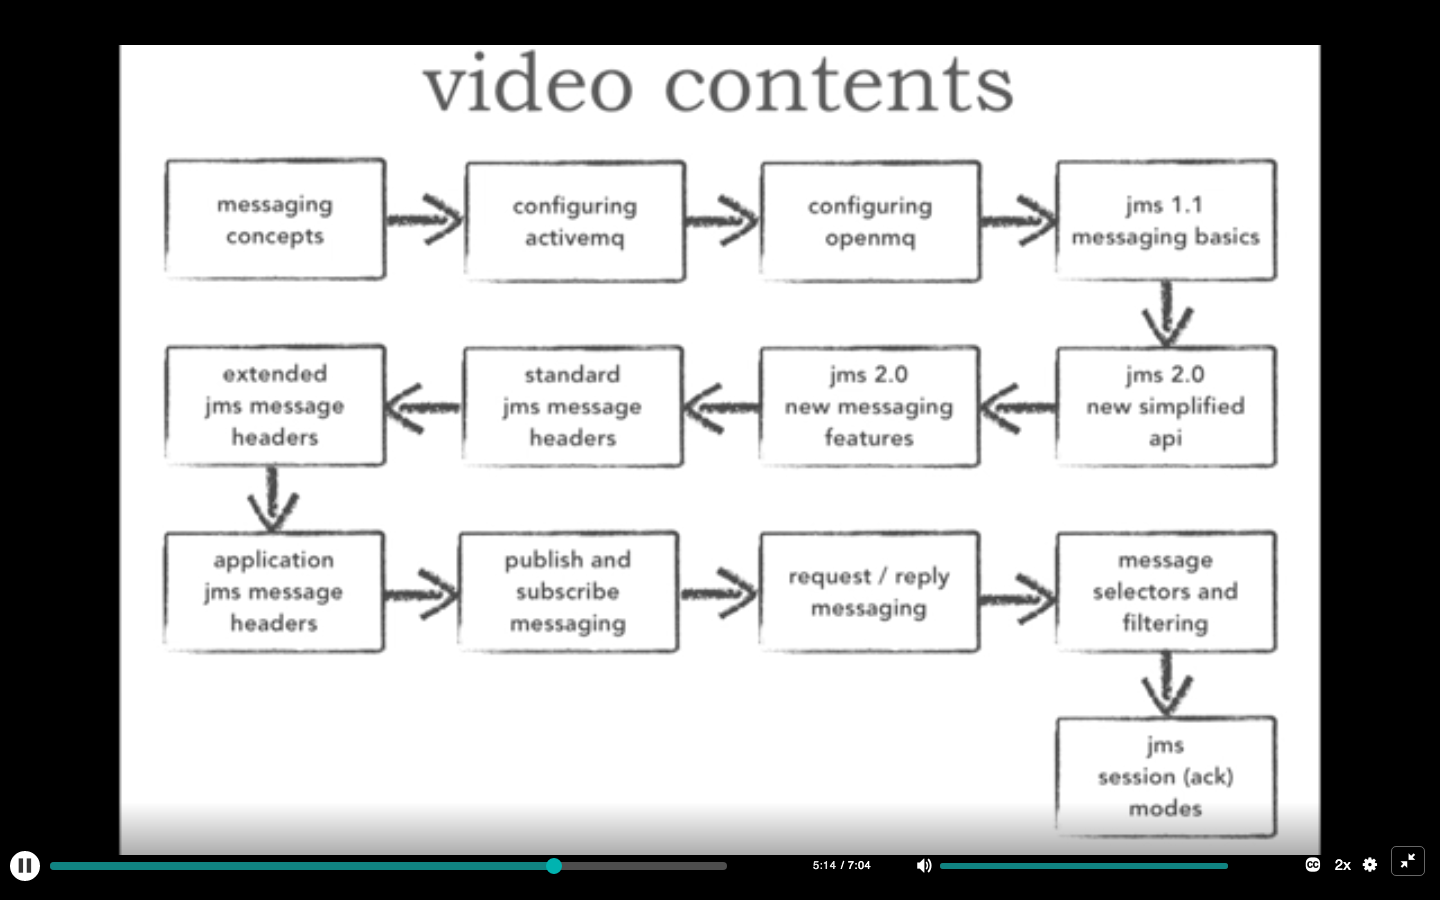 video contents
messaging
concepts
configuring
activemq
configuring
openmq
jms 1.1
messaging basics
extended
jms message
headers
standard
jms message
headers
jms 2.0
new messaging
features
jms 2.0
new simplified
api
application
jms message
headers
publish and
subscribe
messaging
request / reply
messaging
message
selectors and
filtering
jms
session (ack)
modes
5:14 / 7:04
CC
2x